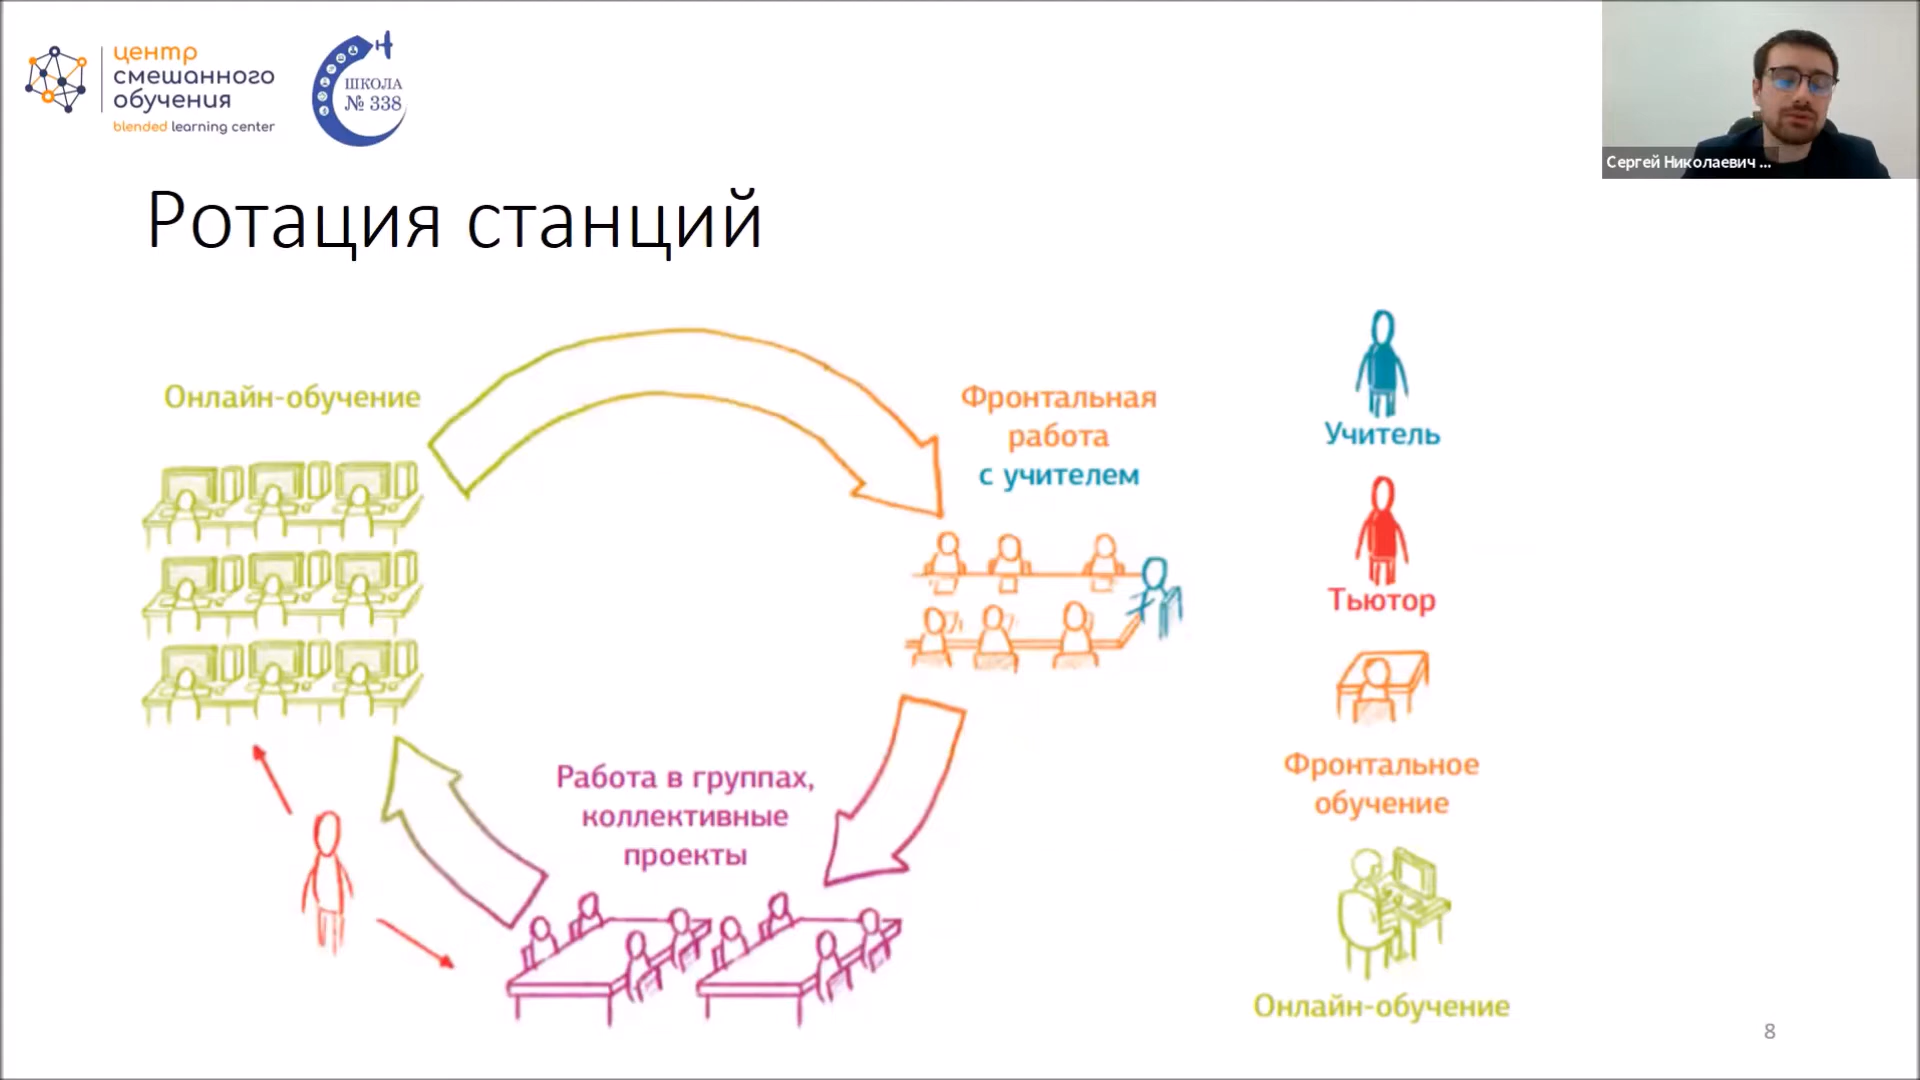 центр
смешанного
обучения
blended learning center
ШКОЛА
№ 338
Сергей Николаевич ...
Ротация станций
Онлайн-обучение
Фронтальная
работа
с учителем
Работа в группах,
коллективные
проекты
Учитель
Тьютор
Фронтальное
обучение
Онлайн-обучение
8